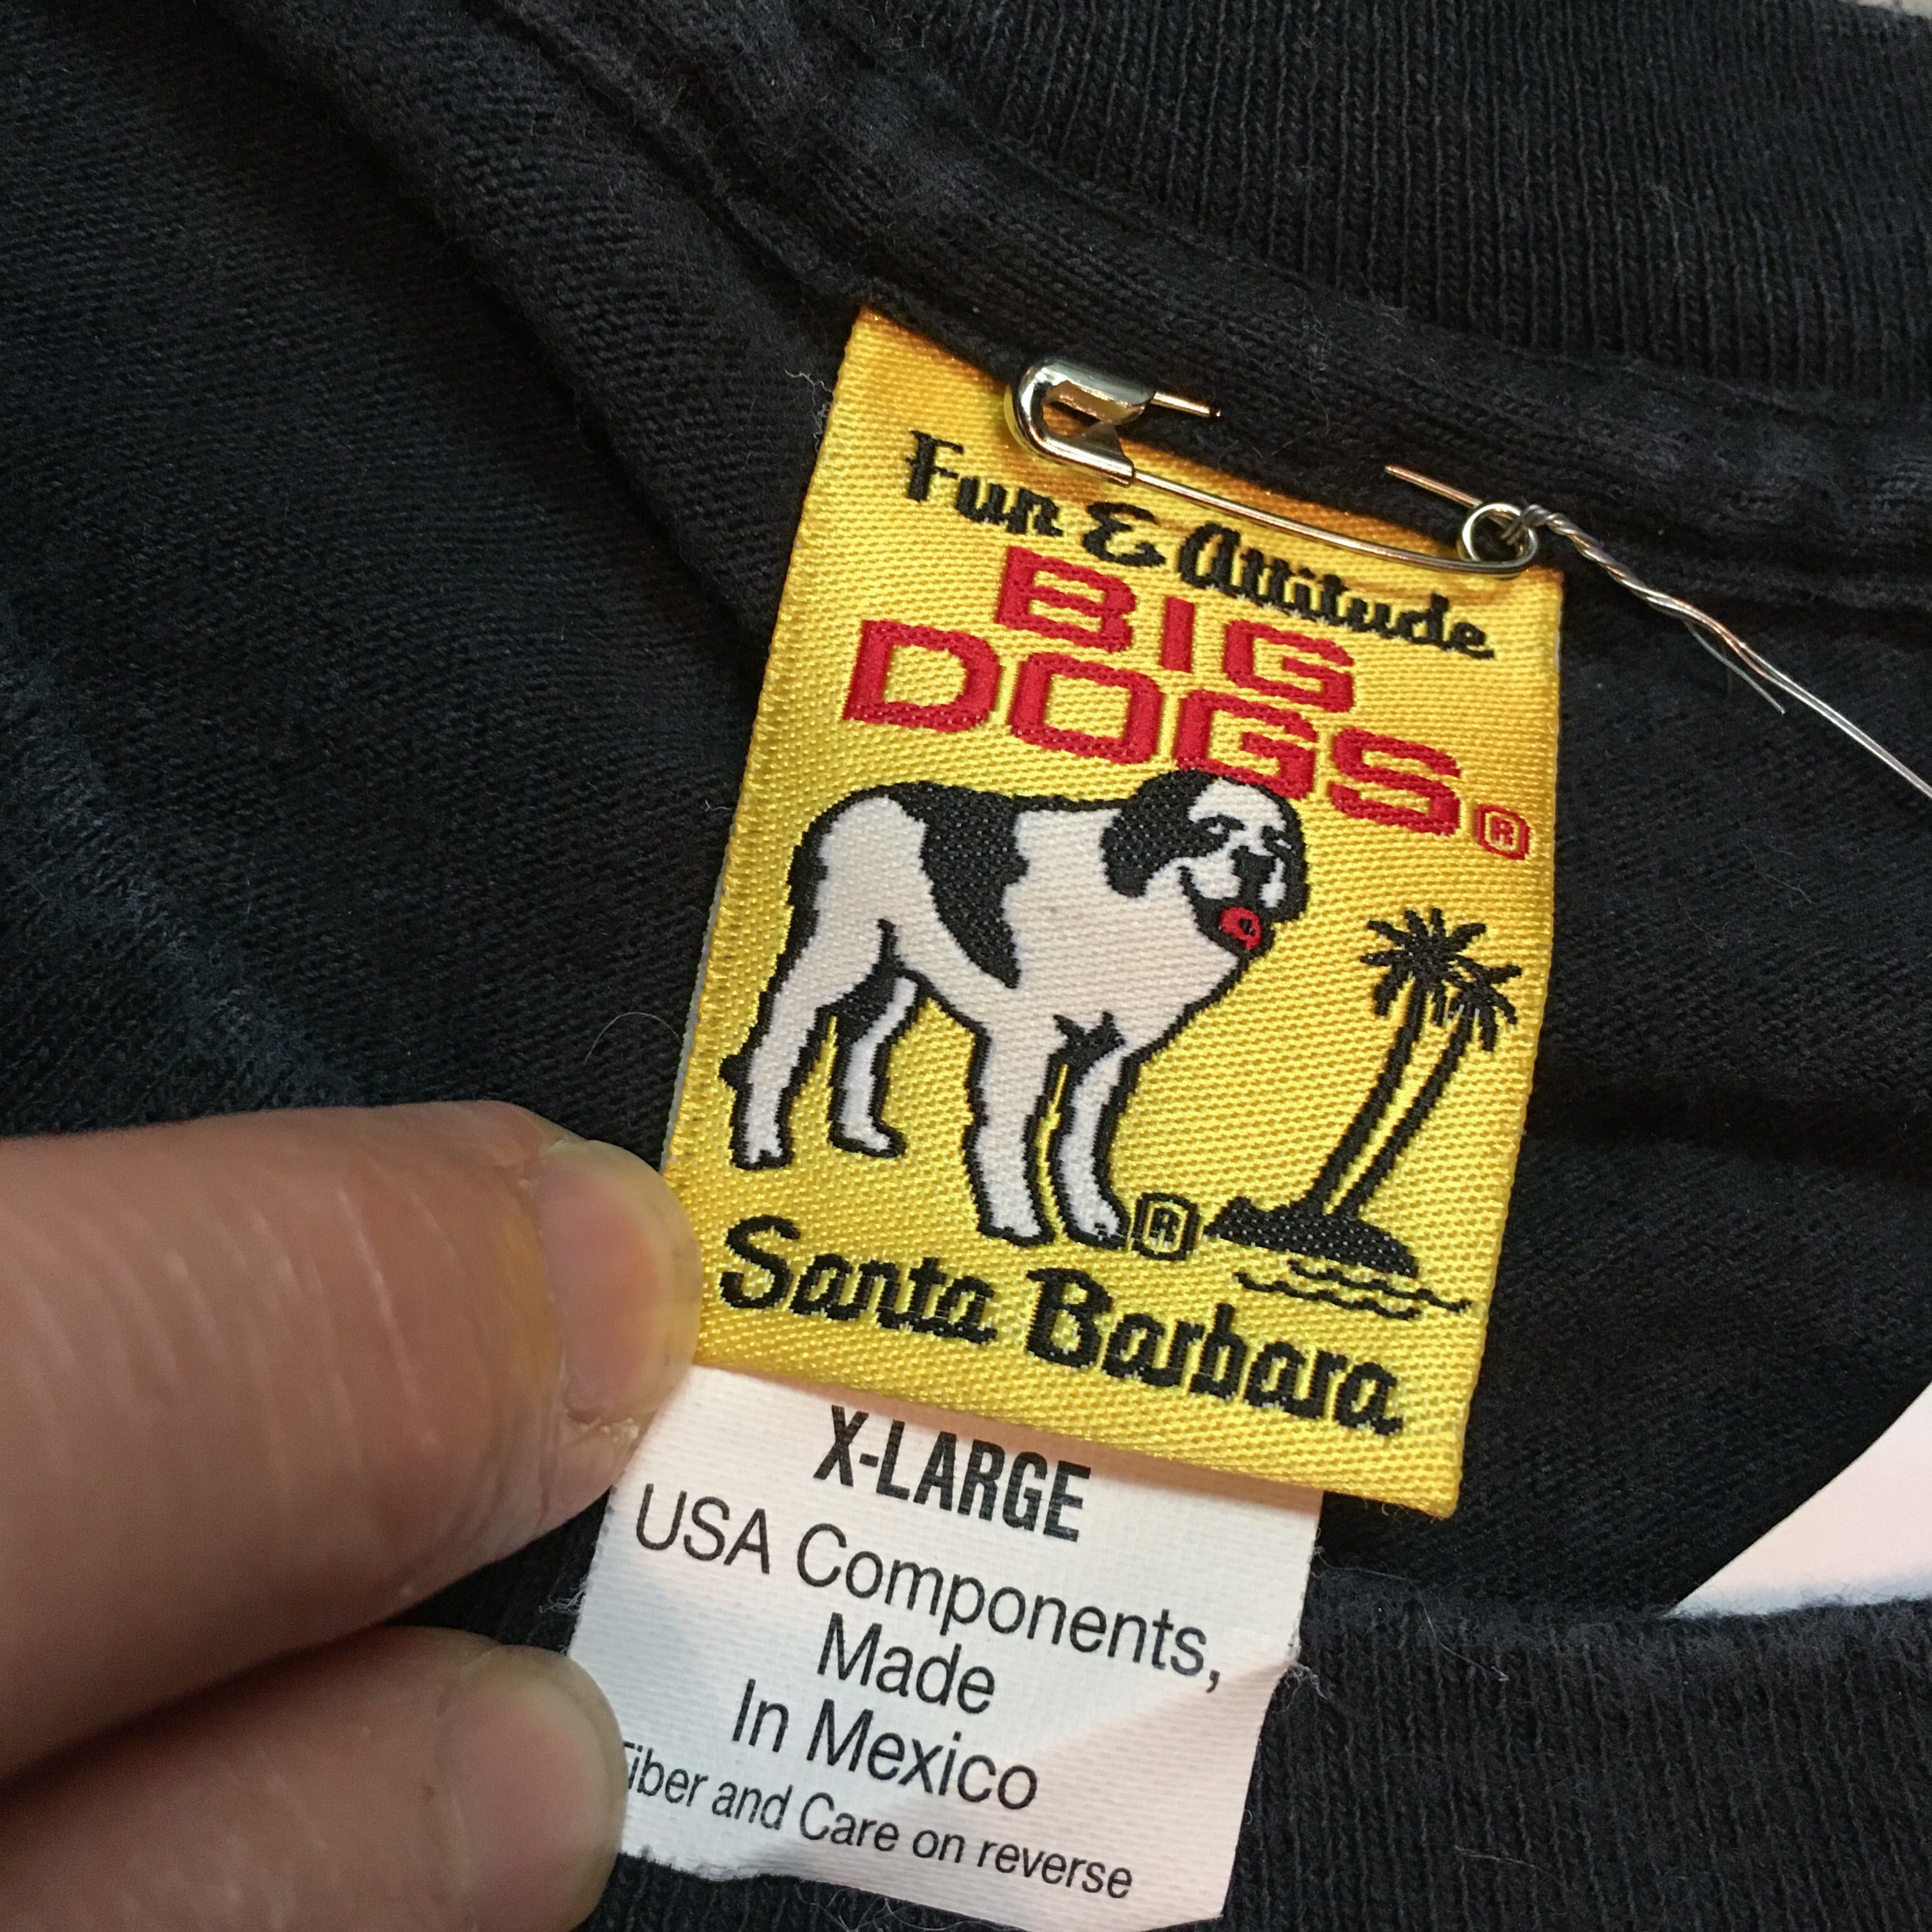 Fun & Attitude
BIG
DOGS®
®
Santa Barbara
X-LARGE
USA Components,
Made
In Mexico
Fiber and Care on reverse